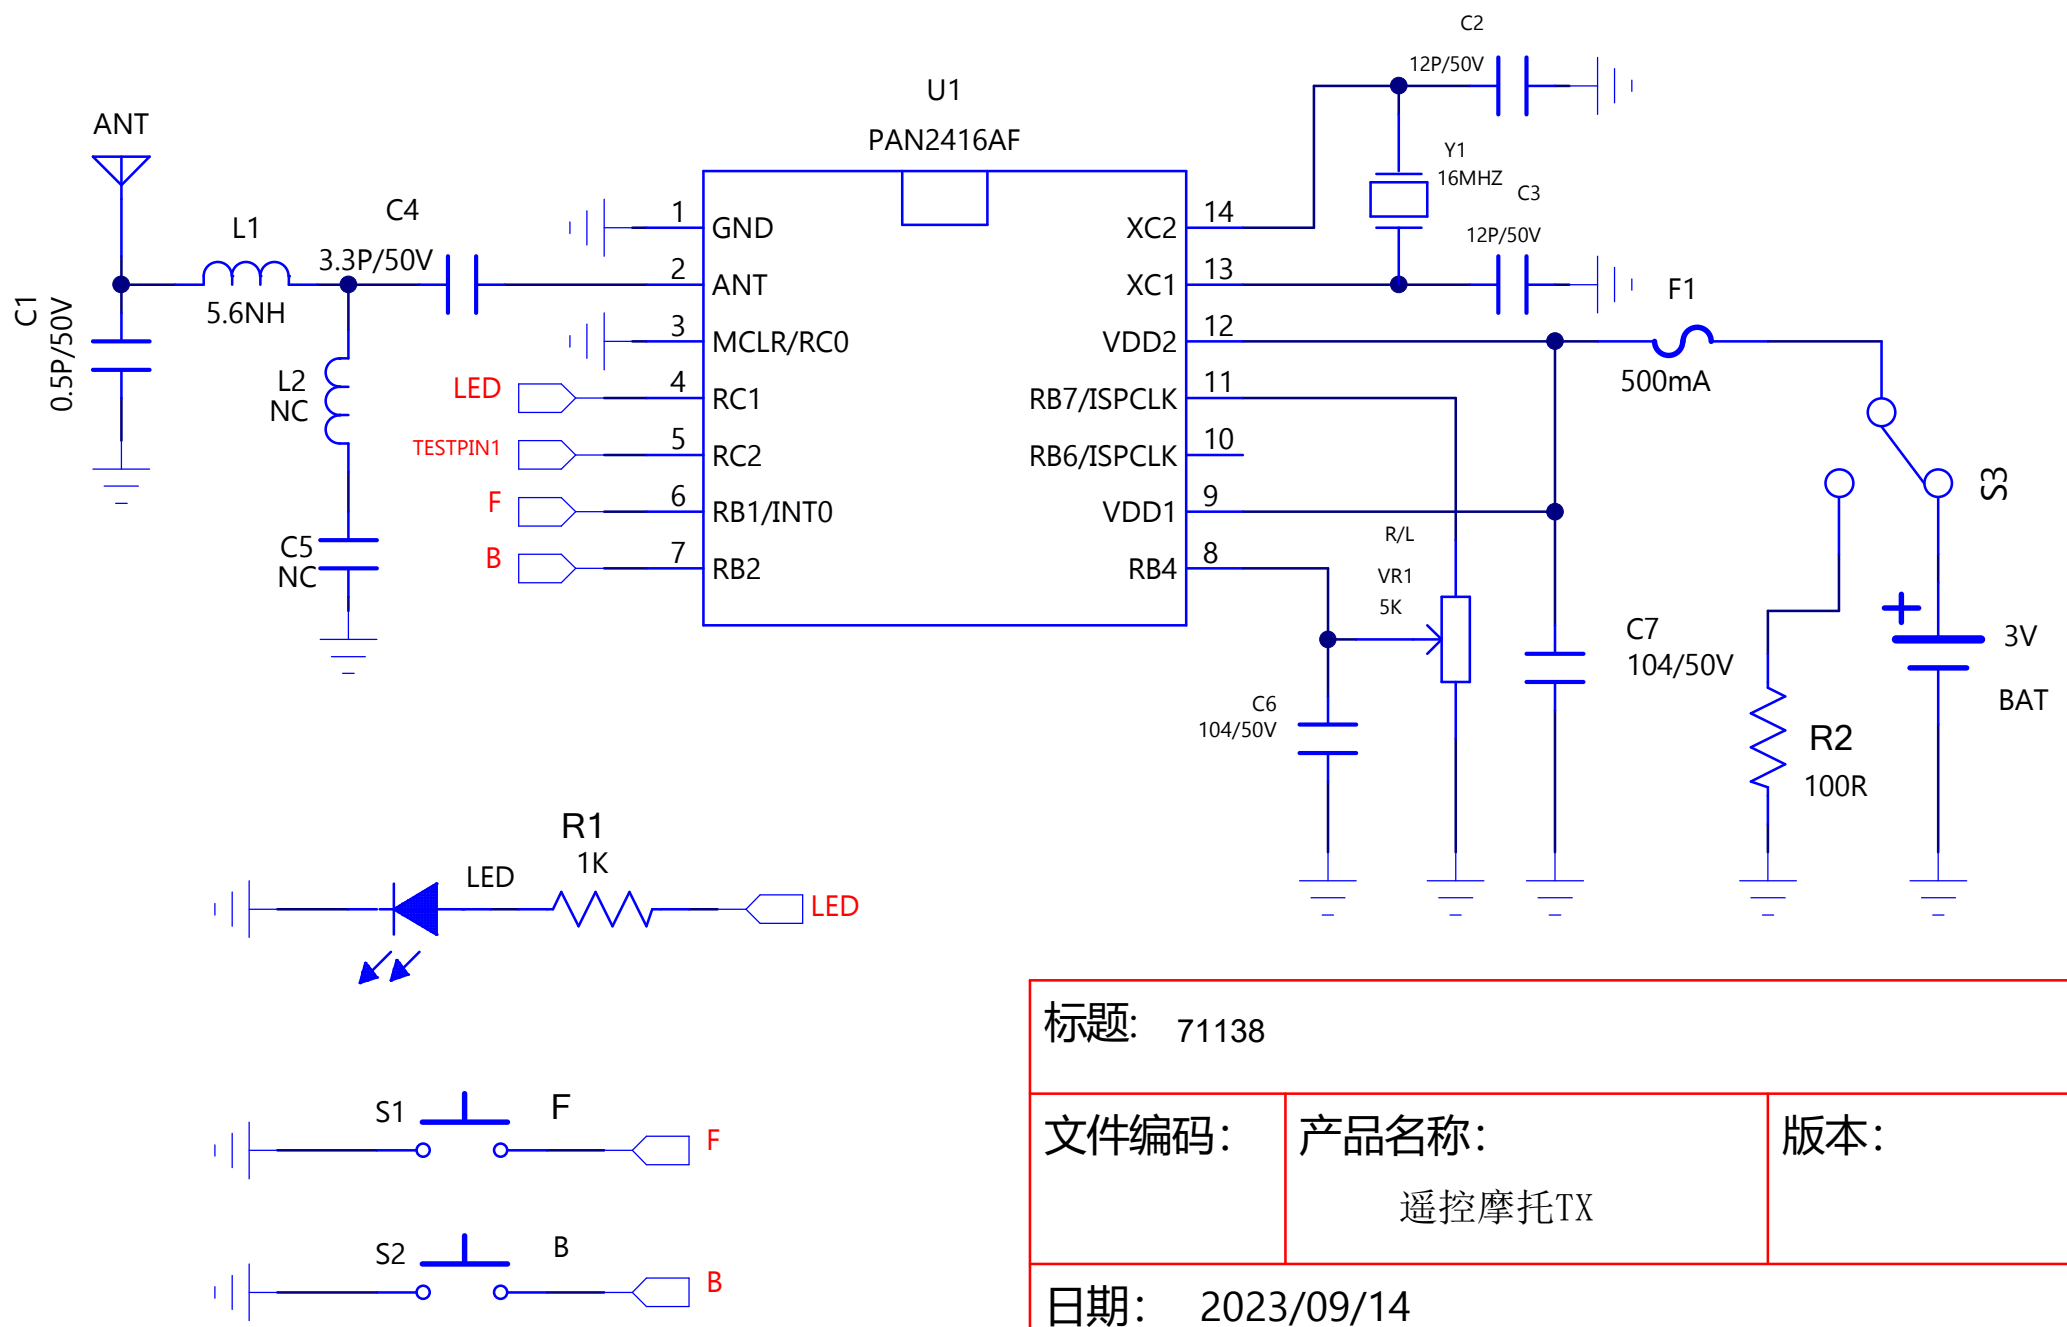 C2
12P/50V
U1
PAN2416AF
ANT
Y1
16MHZ
C3
12P/50V
C4
3.3P/50V
L1
5.6NH
C1
0.5P/50V
L2
NC
C5
NC
1
GND
2
ANT
3
MCLR/RC0
LED
4
RC1
TESTPIN1
5
RC2
F
6
RB1/INT0
B
7
RB2
XC2
14
XC1
13
VDD2
12
RB7/ISPCLK
11
RB6/ISPCLK
10
VDD1
9
RB4
8
F1
500mA
S3
R/L
VR1
5K
C6
104/50V
C7
104/50V
3V
BAT
R2
100R
R1
1K
LED
LED
S1
F
F
S2
B
B
标题: 71138
文件编码:
产品名称:
遥控摩托TX
版本:
日期: 2023/09/14